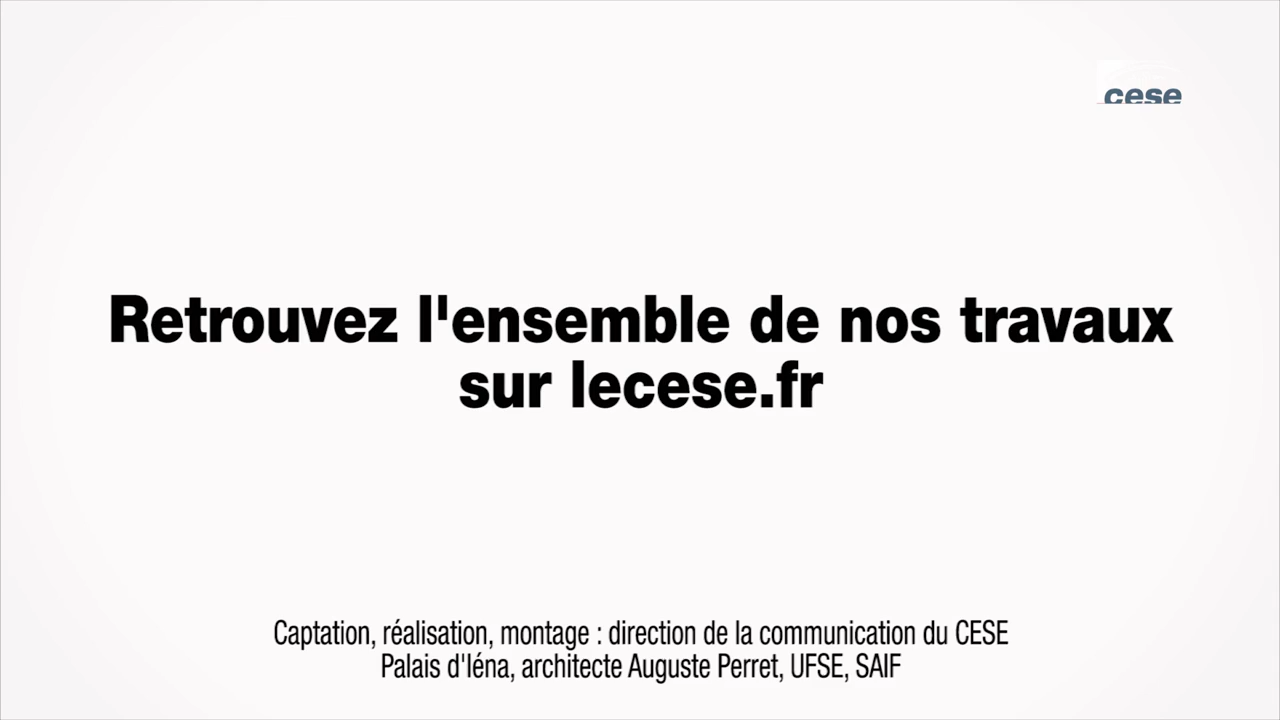 cese
Retrouvez l'ensemble de nos travaux
sur lecese.fr
Captation, réalisation, montage : direction de la communication du CESE
Palais d'Iéna, architecte Auguste Perret, UFSE, SAIF